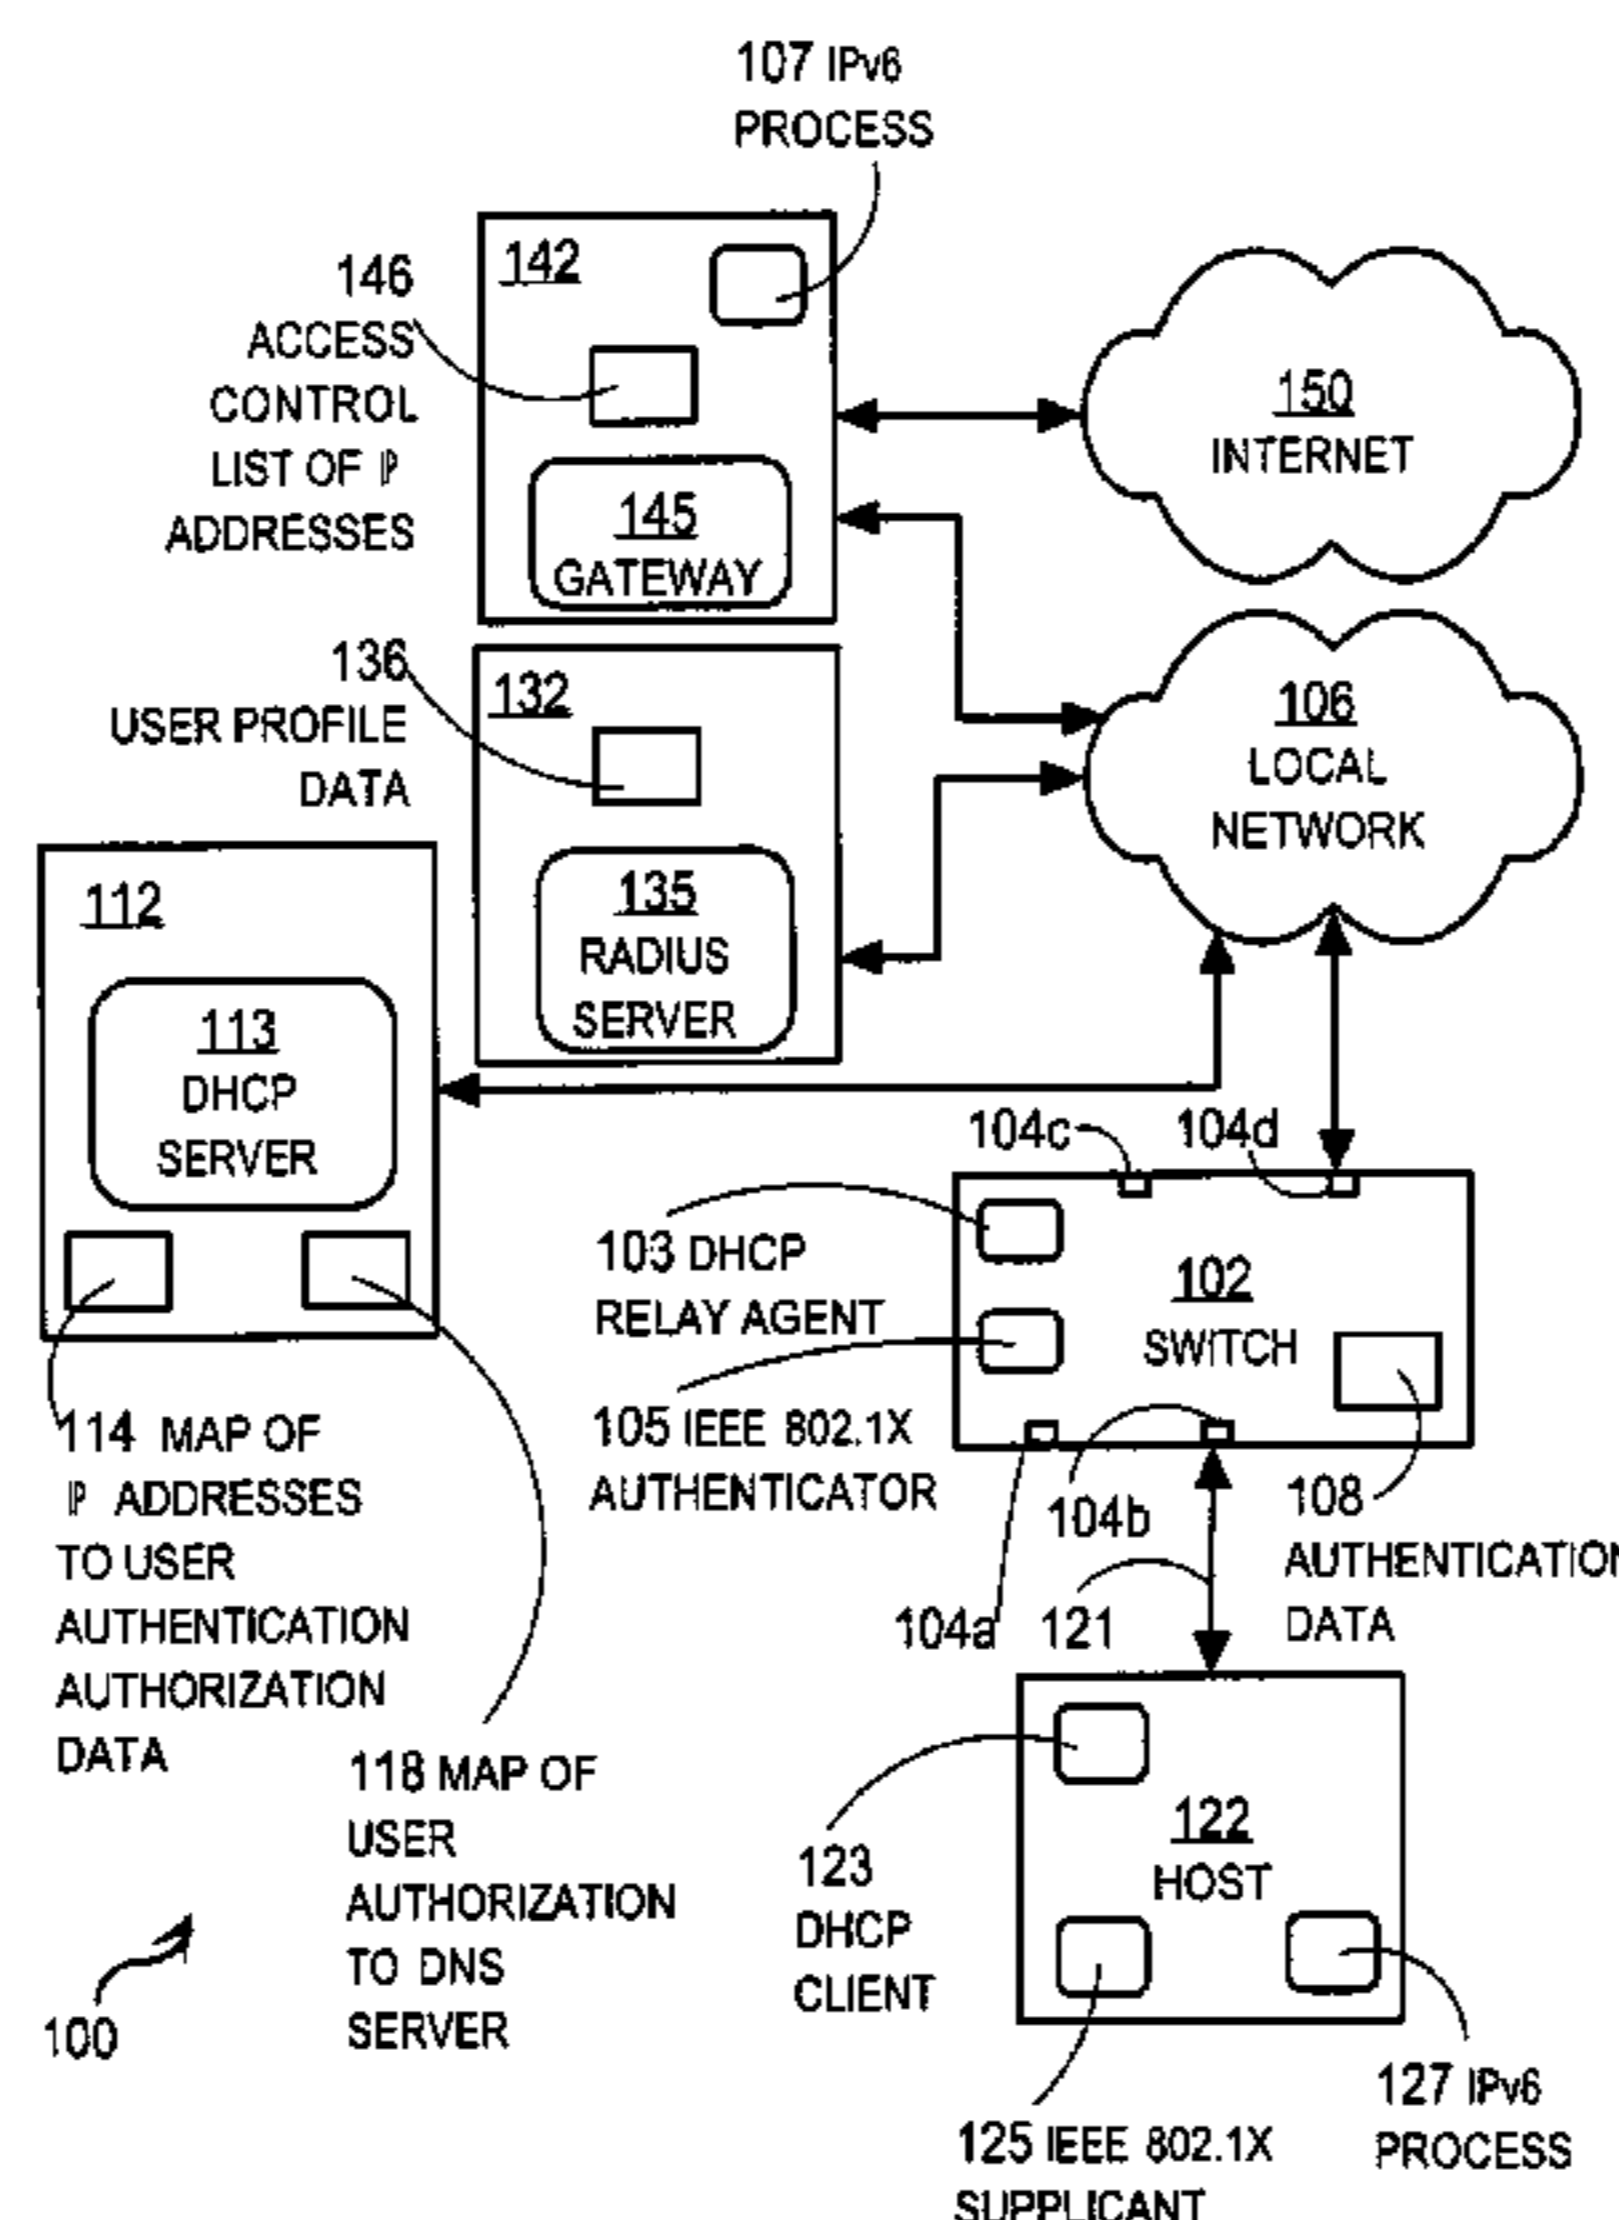 107 IPv6
PROCESS
142
146
ACCESS
CONTROL
LIST OF IP
ADDRESSES
145
GATEWAY
150
INTERNET
136
USER PROFILE
DATA
132
135
RADIUS
SERVER
106
LOCAL
NETWORK
112
113
DHCP
SERVER
104c
104d
103 DHCP
RELAY AGENT
102
SWITCH
105 IEEE 802.1X
AUTHENTICATOR
104b
108
AUTHENTICATION
DATA
104a
121
114 MAP OF
IP ADDRESSES
TO USER
AUTHENTICATION
AUTHORIZATION
DATA
118 MAP OF
USER
AUTHORIZATION
TO DNS
SERVER
122
HOST
123
DHCP
CLIENT
100
127 IPv6
PROCESS
125 IEEE 802.1X
SUPPLICANT